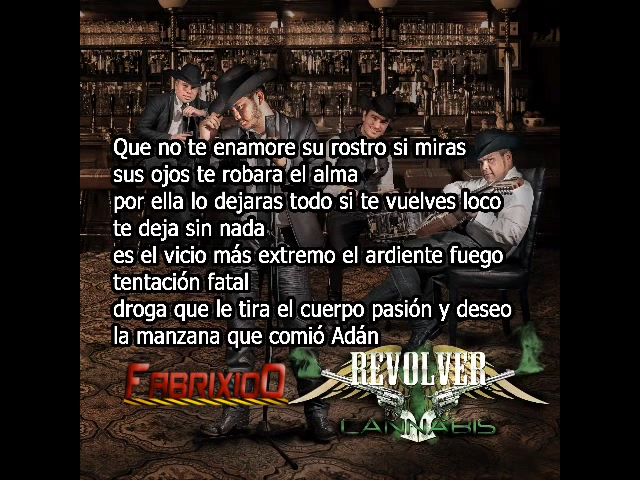 Que no te enamore su rostro si miras
sus ojos te robara el alma
por ella lo dejaras todo si te vuelves loco
te deja sin nada
es el vicio más extremo el ardiente fuego
tentación fatal
droga que le tira el cuerpo pasión y deseo
la manzana que comió Adán
FABRIXIOQ
REVOLVER
CANNABIS